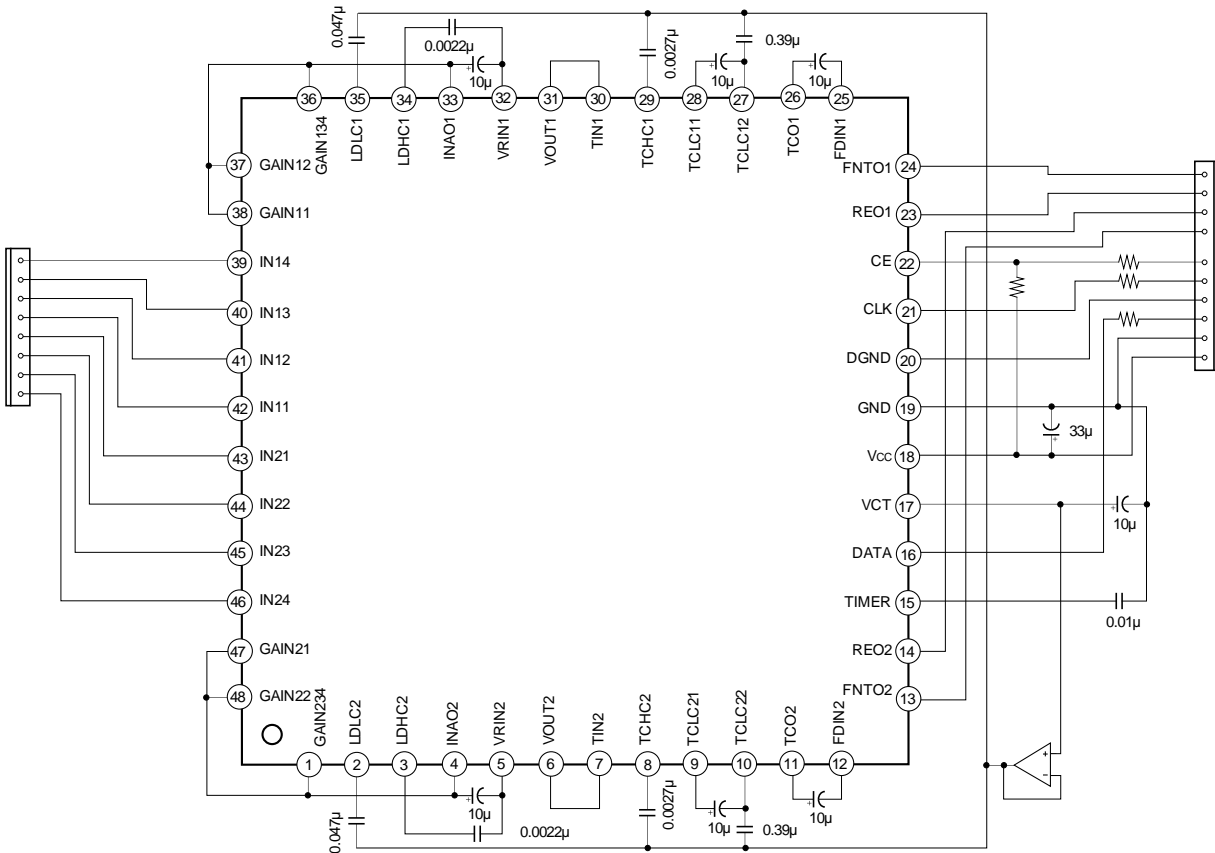 0.047µ
0.0022µ
10µ
0.0027µ
10µ
0.39µ
10µ
36
35
34
33
32
31
30
29
28
27
26
25
GAIN134
LDLC1
LDHC1
INAO1
VRIN1
VOUT1
TIN1
TCHC1
TCLC11
TCLC12
TCO1
FDIN1
37 GAIN12
38 GAIN11
39 IN14
40 IN13
41 IN12
42 IN11
43 IN21
44 IN22
45 IN23
46 IN24
47 GAIN21
48 GAIN22
FNTO1 24
REO1 23
CE 22
CLK 21
DGND 20
GND 19
33µ
Vcc 18
VCT 17
10µ
DATA 16
TIMER 15
0.01µ
REO2 14
FNTO2 13
+
−
GAIN234
LDLC2
LDHC2
INAO2
VRIN2
VOUT2
TIN2
TCHC2
TCLC21
TCLC22
TCO2
FDIN2
1
2
3
4
5
6
7
8
9
10
11
12
0.047µ
10µ
0.0022µ
0.0027µ
10µ
0.39µ
10µ